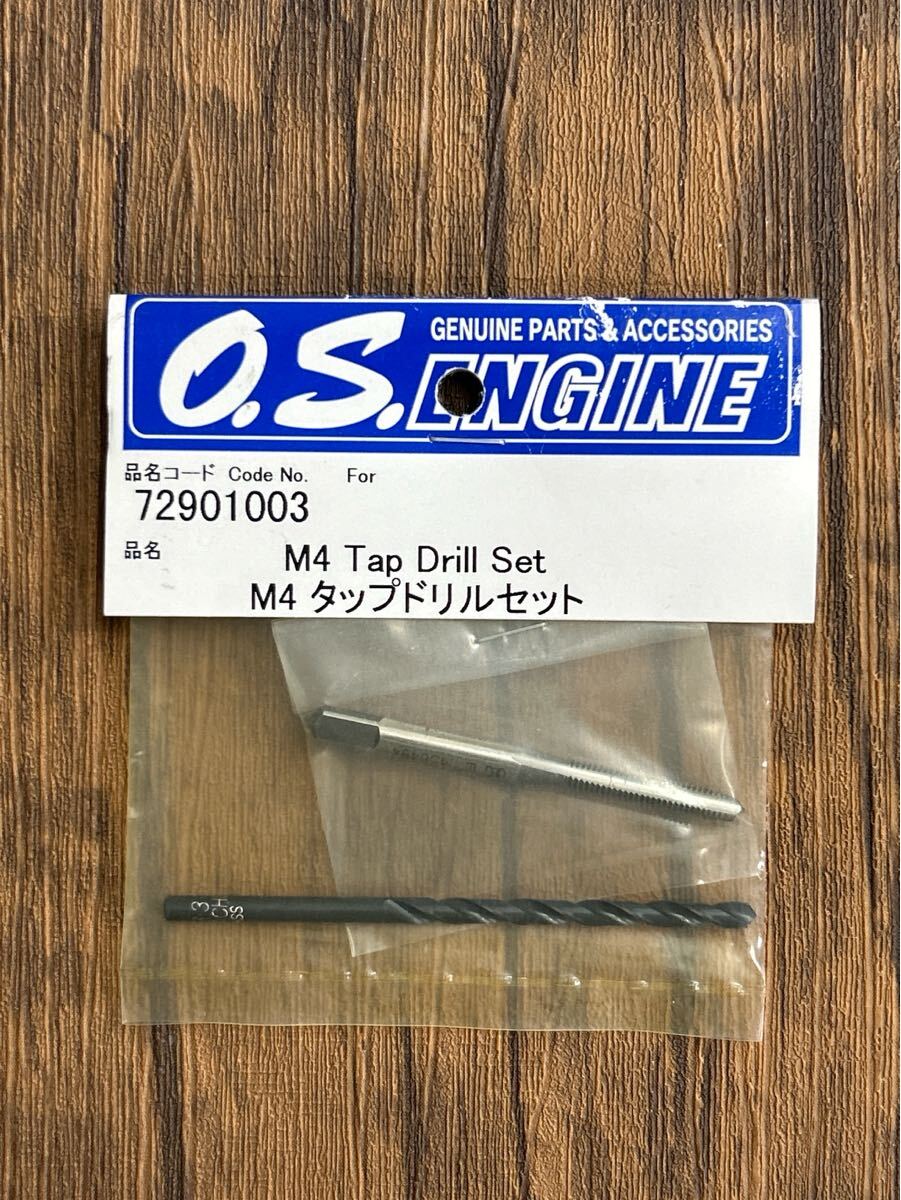 GENUINE PARTS & ACCESSORIES
O.S.ENGINE
品名コード Code No. For
72901003
品名 M4 Tap Drill Set
M4 タップドリルセット